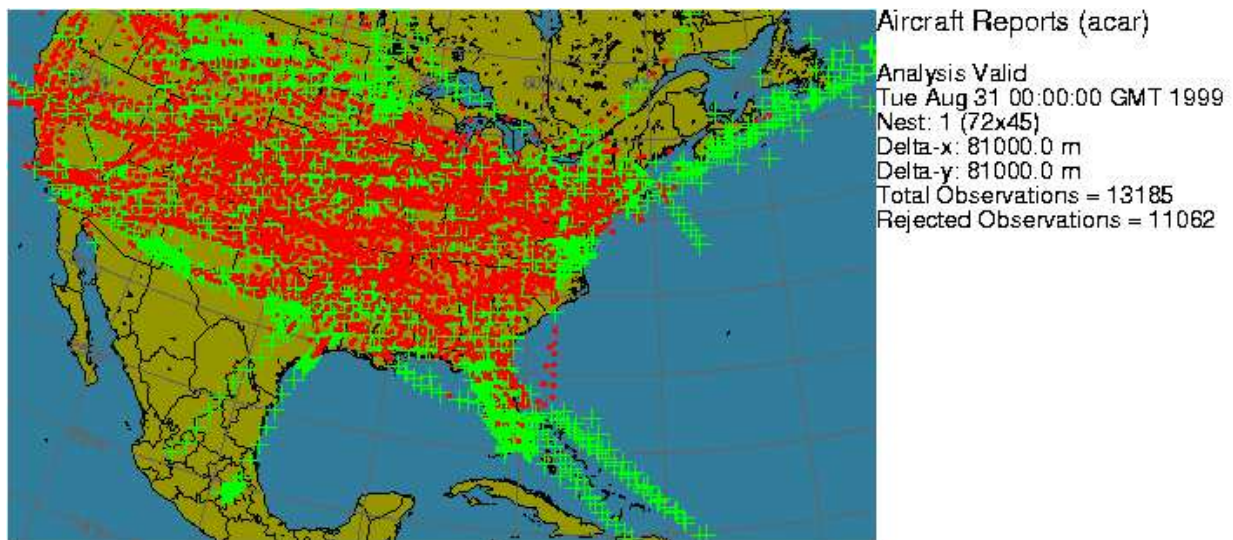 Aircraft Reports (acar)
Analysis Valid
Tue Aug 31 00:00:00 GMT 1999
Nest: 1 (72x45)
Delta-x: 81000.0 m
Delta-y: 81000.0 m
Total Observations = 13185
Rejected Observations = 11062